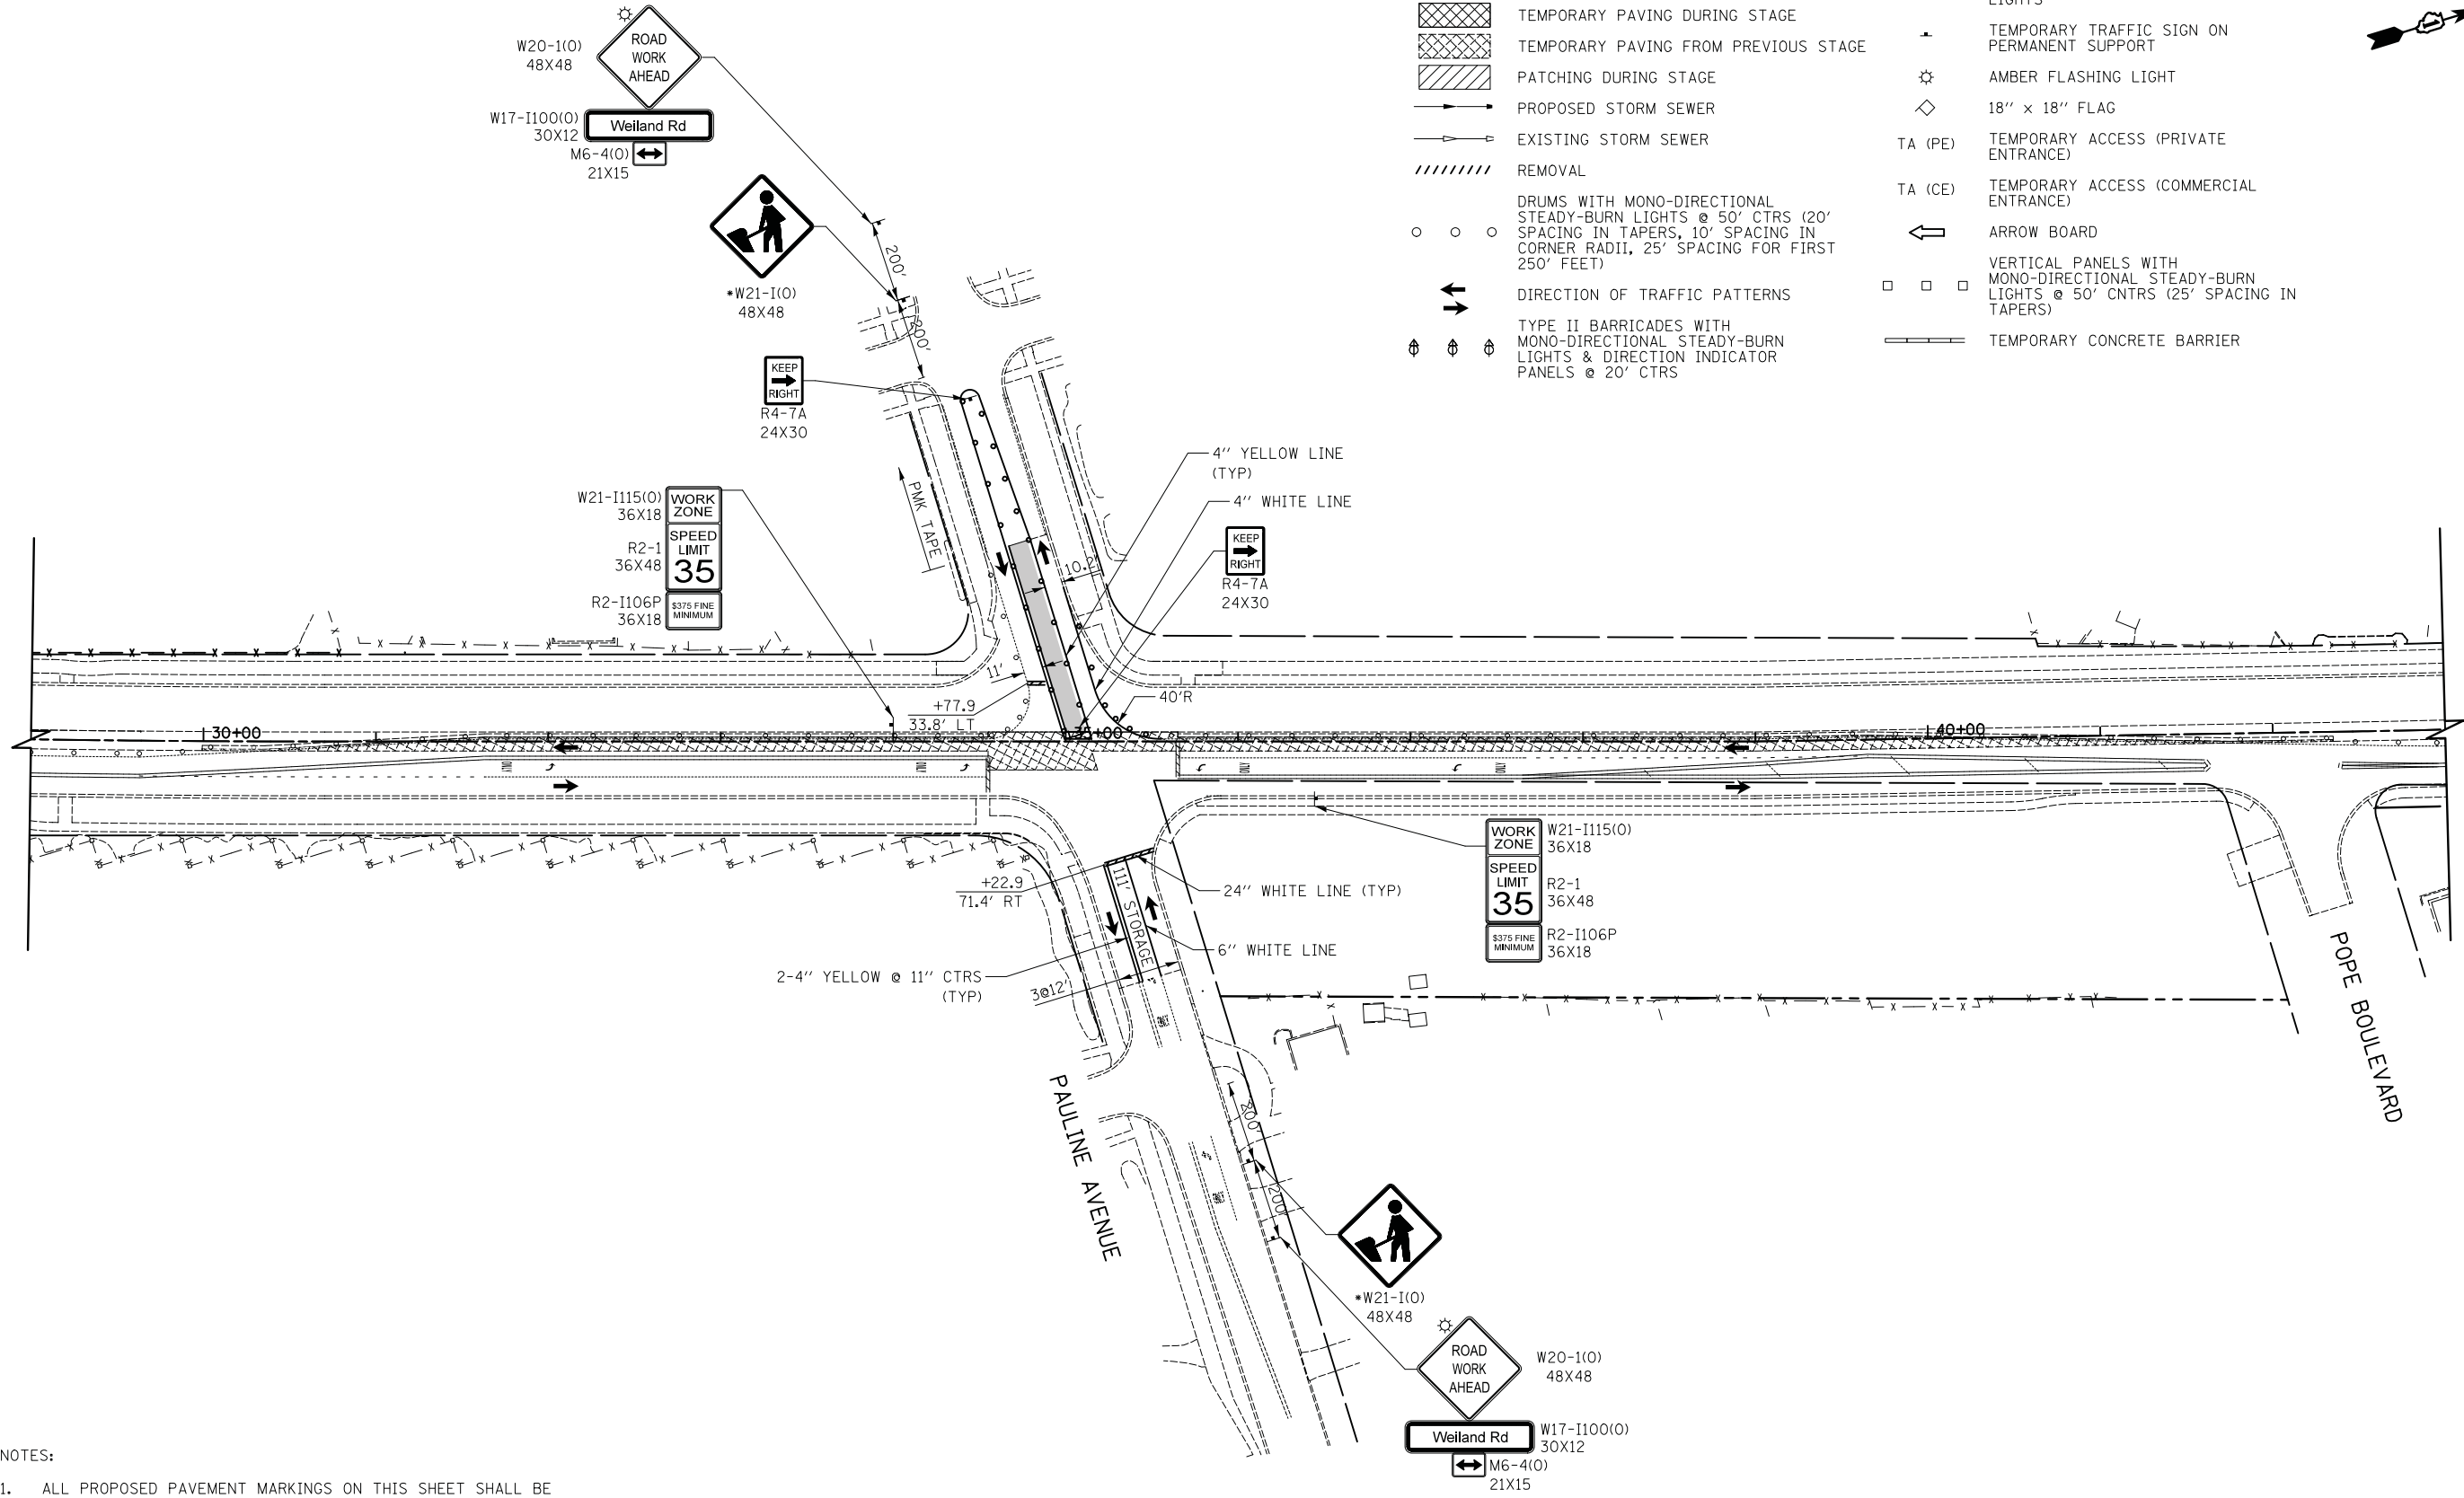 LIGHTS
TEMPORARY PAVING DURING STAGE
TEMPORARY PAVING FROM PREVIOUS STAGE
PATCHING DURING STAGE
PROPOSED STORM SEWER
EXISTING STORM SEWER
REMOVAL
DRUMS WITH MONO-DIRECTIONAL
STEADY-BURN LIGHTS @ 50' CTRS (20'
SPACING IN TAPERS, 10' SPACING IN
CORNER RADII, 25' SPACING FOR FIRST
250' FEET)
DIRECTION OF TRAFFIC PATTERNS
TYPE II BARRICADES WITH
MONO-DIRECTIONAL STEADY-BURN
LIGHTS & DIRECTION INDICATOR
PANELS @ 20' CTRS
TEMPORARY TRAFFIC SIGN ON
PERMANENT SUPPORT
AMBER FLASHING LIGHT
18" x 18" FLAG
TA (PE)
TEMPORARY ACCESS (PRIVATE
ENTRANCE)
TA (CE)
TEMPORARY ACCESS (COMMERCIAL
ENTRANCE)
ARROW BOARD
VERTICAL PANELS WITH
MONO-DIRECTIONAL STEADY-BURN
LIGHTS @ 50' CNTRS (25' SPACING IN
TAPERS)
TEMPORARY CONCRETE BARRIER
W20-1(O)
48X48
ROAD
WORK
AHEAD
W17-I100(O)
30X12
Weiland Rd
M6-4(O)
21X15
*W21-I(O)
48X48
200'
200'
KEEP
RIGHT
R4-7A
24X30
4" YELLOW LINE
(TYP)
4" WHITE LINE
PMK TAPE
W21-I115(O)
36X18
WORK
ZONE
R2-1
36X48
SPEED
LIMIT
35
R2-I106P
36X18
$375 FINE
MINIMUM
KEEP
RIGHT
R4-7A
24X30
10.2'
11'
40'R
+77.9
33.8' LT
30+00
35+00
40+00
+22.9
71.4' RT
111' STORAGE
24" WHITE LINE (TYP)
6" WHITE LINE
2-4" YELLOW @ 11" CTRS
(TYP)
3@12'
WORK
ZONE
W21-I115(O)
36X18
SPEED
LIMIT
35
R2-1
36X48
$375 FINE
MINIMUM
R2-I106P
36X18
PAULINE AVENUE
POPE BOULEVARD
200'
200'
*W21-I(O)
48X48
ROAD
WORK
AHEAD
W20-1(O)
48X48
Weiland Rd
W17-I100(O)
30X12
M6-4(O)
21X15
NOTES:
1. ALL PROPOSED PAVEMENT MARKINGS ON THIS SHEET SHALL BE